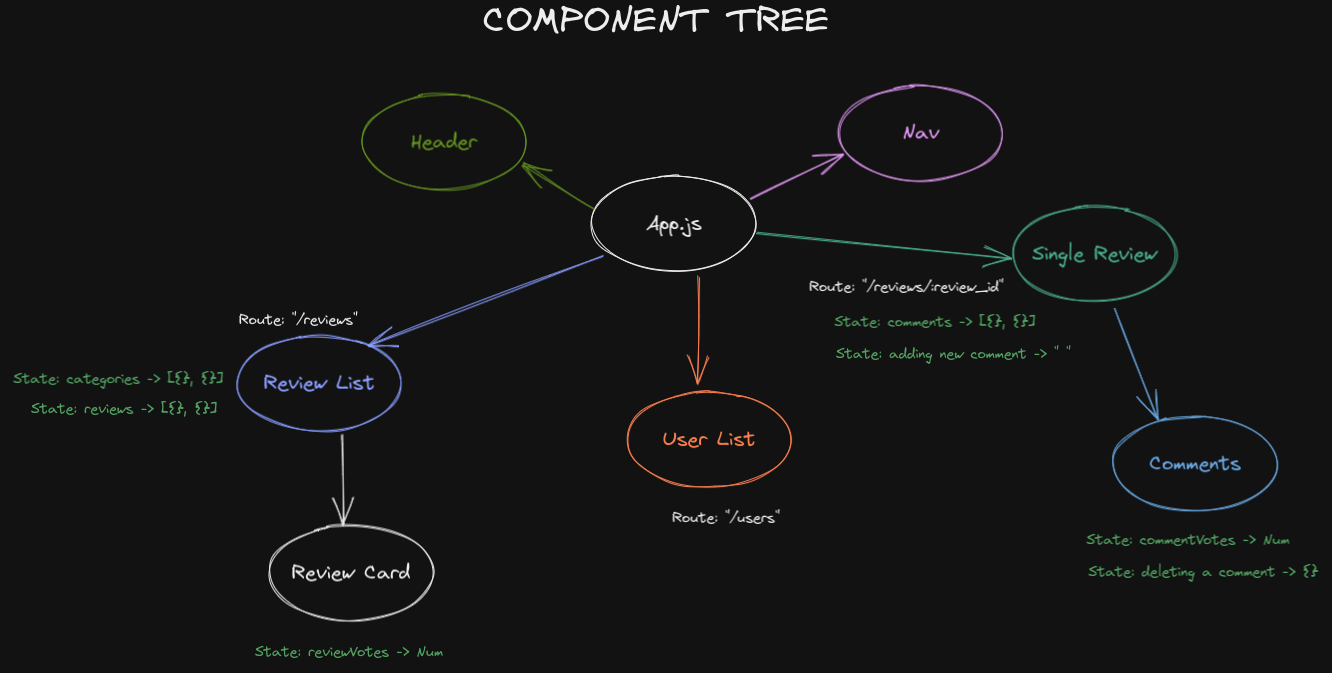 COMPONENT TREE
Header
Nav
App.js
Single Review
Route: "/reviews/:review_id"
State: comments -> [{}, {}]
State: adding new comment -> " "
Route: "/reviews"
Review List
State: categories -> [{}, {}]
State: reviews -> [{}, {}]
User List
Route: "/users"
Comments
State: commentVotes -> Num
State: deleting a comment -> {}
Review Card
State: reviewVotes -> Num